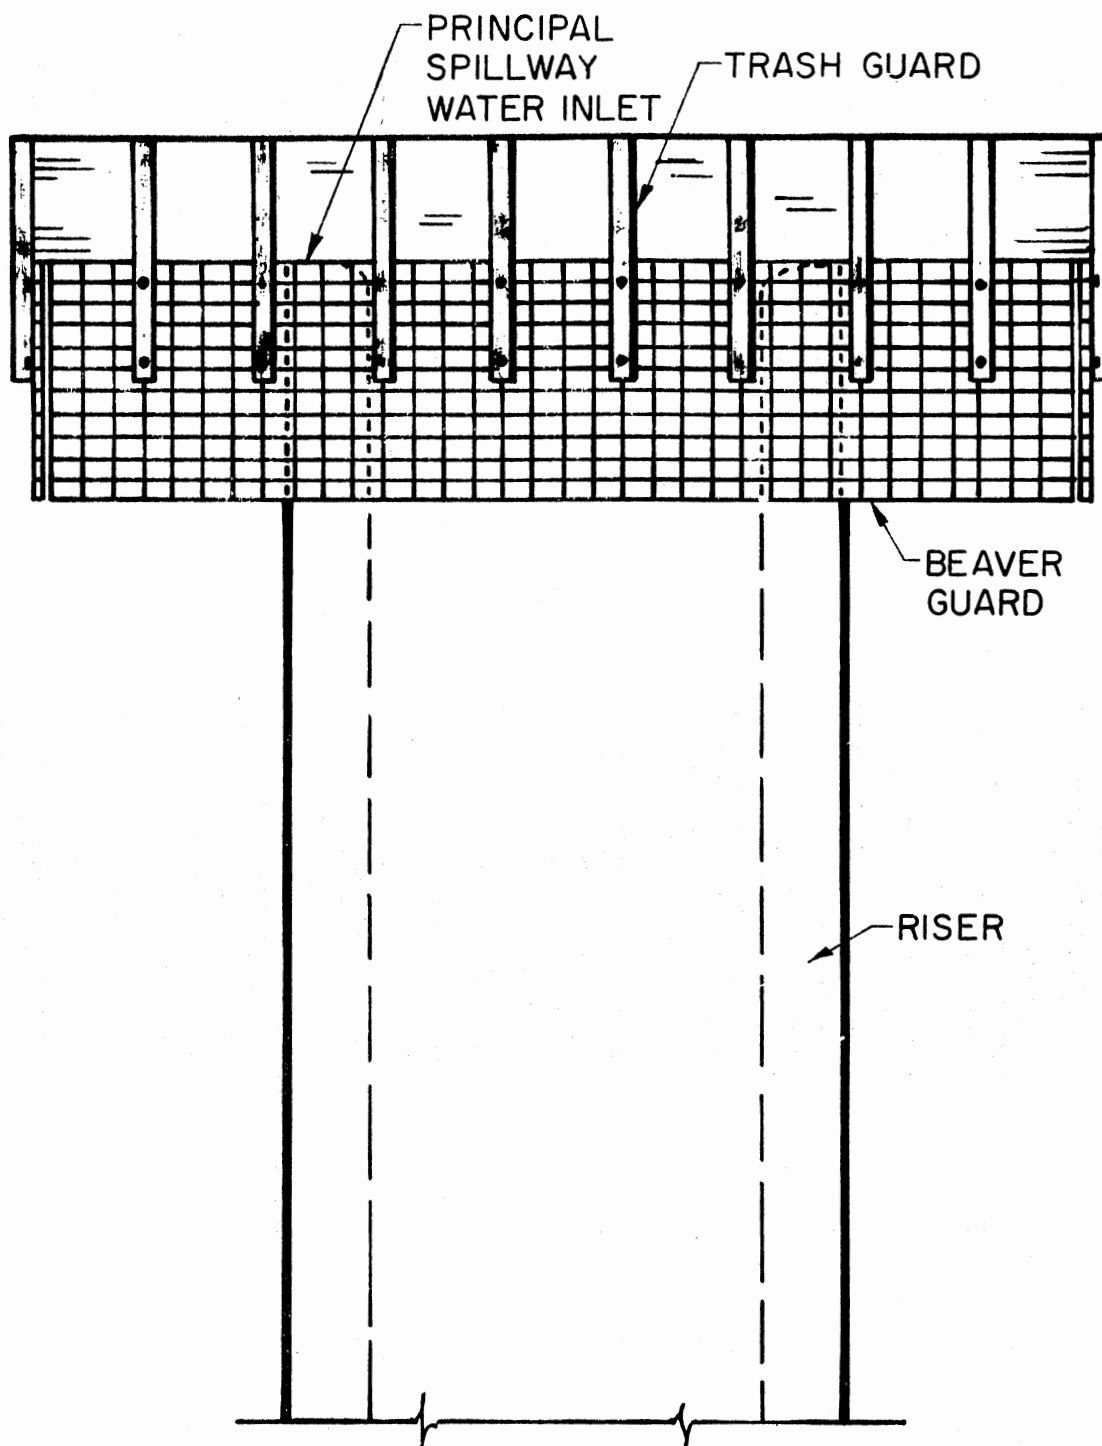 PRINCIPAL
SPILLWAY
WATER INLET
TRASH GUARD
BEAVER
GUARD
RISER